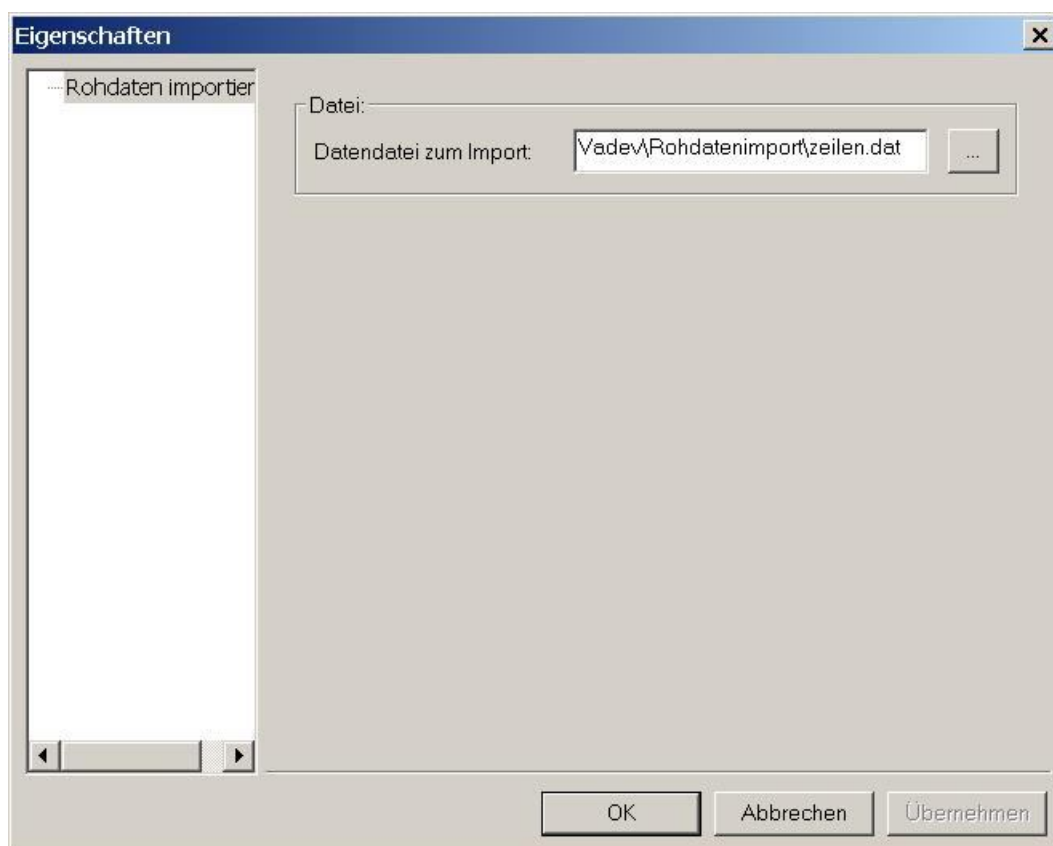 Eigenschaften
Rohdaten importier
Datei:
Datendatei zum Import:
Vadev\Rohdatenimport\zeilen.dat
...
OK
Abbrechen
Übernehmen